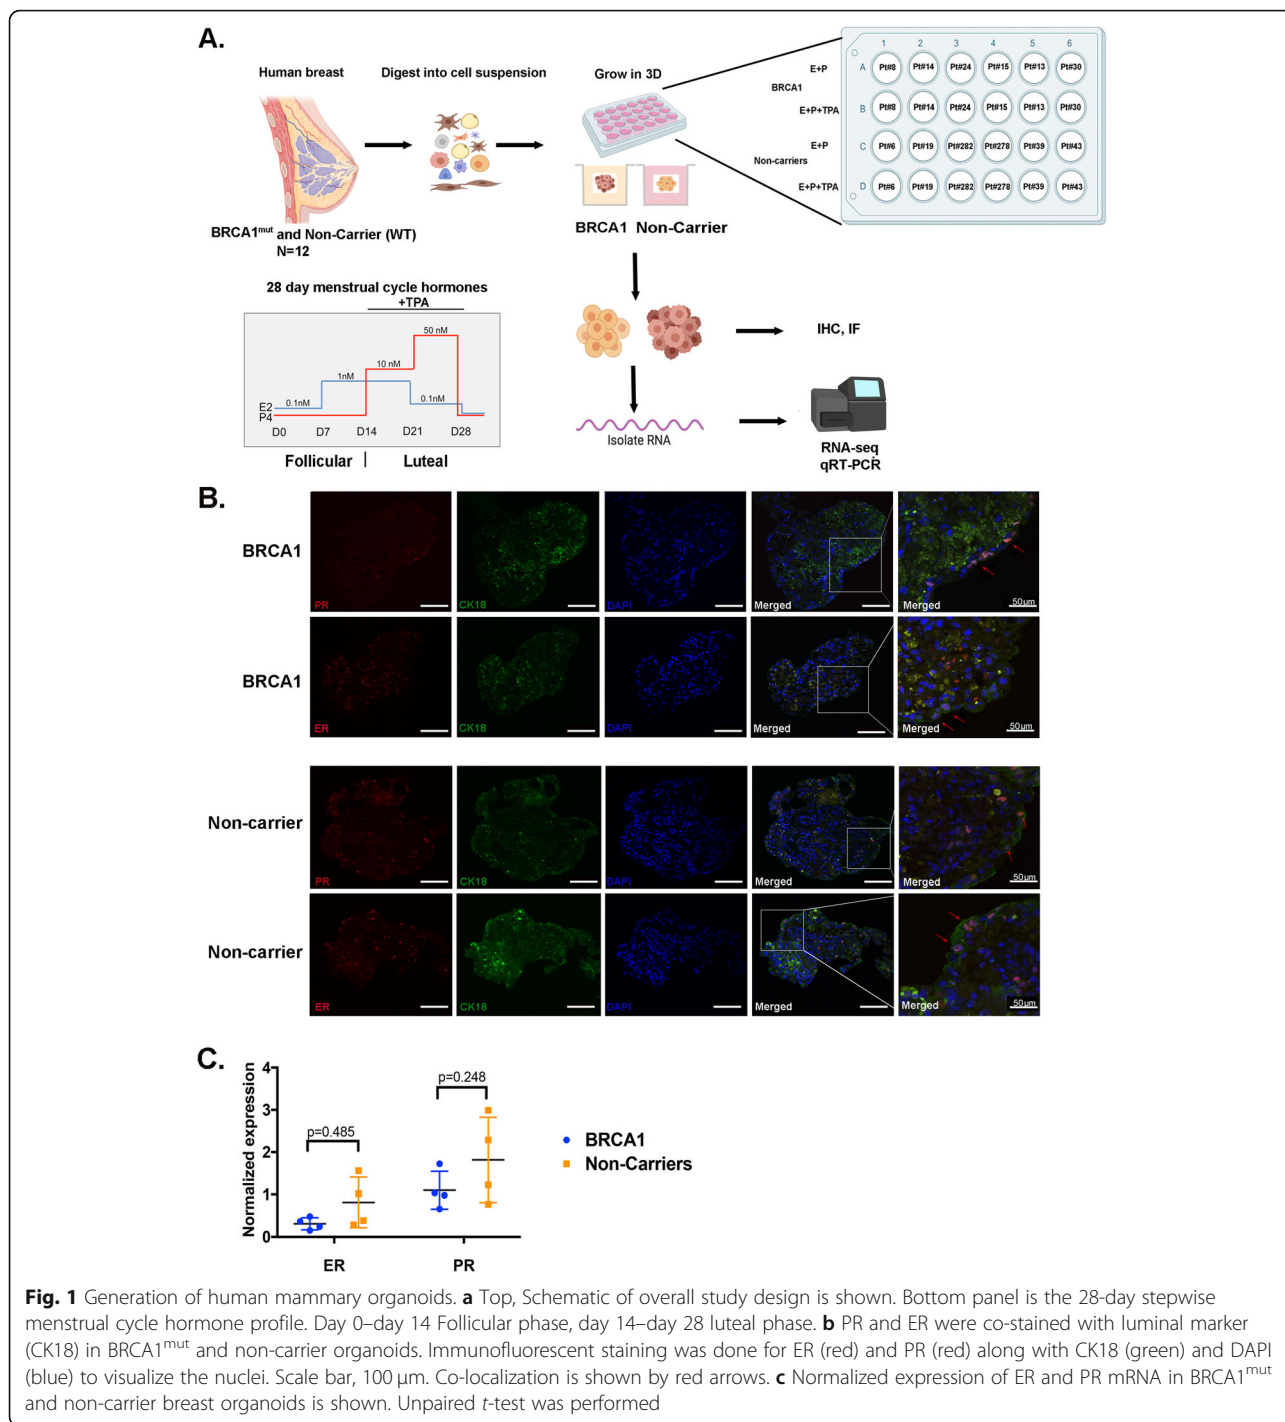 A.
Human breast
Digest into cell suspension
Grow in 3D
BRCA1mut and Non-Carrier (WT)
N=12
BRCA1 Non-Carrier
1 2 3 4 5 6
E+P A Pt#8 Pt#14 Pt#24 Pt#15 Pt#13 Pt#30
BRCA1
E+P+TPA B Pt#8 Pt#14 Pt#24 Pt#15 Pt#13 Pt#30
E+P C Pt#6 Pt#19 Pt#282 Pt#278 Pt#39 Pt#43
Non-carriers
E+P+TPA D Pt#6 Pt#19 Pt#282 Pt#278 Pt#39 Pt#43
28 day menstrual cycle hormones
+TPA
50 nM
10 nM
1nM
E2 0.1nM 0.1nM
P4
D0 D7 D14 D21 D28
Follicular | Luteal
IHC, IF
Isolate RNA
RNA-seq
qRT-PCR
B.
BRCA1
PR CK18 DAPI Merged Merged 50µm
BRCA1
ER CK18 DAPI Merged Merged 50µm
Non-carrier
PR CK18 DAPI Merged Merged 50µm
Non-carrier
ER CK18 DAPI Merged Merged 50µm
C.
Normalized expression
4
3
2
1
0
p=0.485
p=0.248
ER PR
BRCA1
Non-Carriers
Fig. 1 Generation of human mammary organoids. a Top, Schematic of overall study design is shown. Bottom panel is the 28-day stepwise
menstrual cycle hormone profile. Day 0–day 14 Follicular phase, day 14–day 28 luteal phase. b PR and ER were co-stained with luminal marker
(CK18) in BRCA1mut and non-carrier organoids. Immunofluorescent staining was done for ER (red) and PR (red) along with CK18 (green) and DAPI
(blue) to visualize the nuclei. Scale bar, 100 µm. Co-localization is shown by red arrows. c Normalized expression of ER and PR mRNA in BRCA1mut
and non-carrier breast organoids is shown. Unpaired t-test was performed